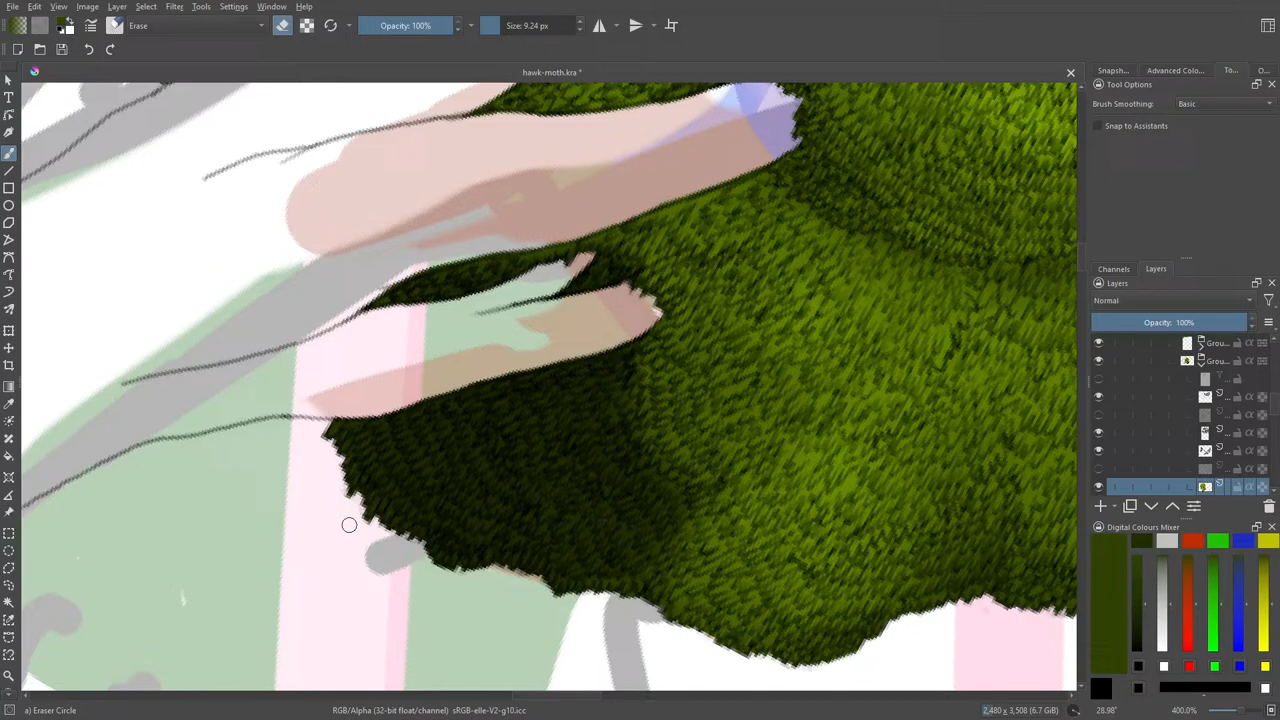 File Edit View Image Layer Select Filter Tools Settings Window Help
Erase Opacity: 100% Size: 9.24 px
hawk-moth.kra *
Snapsh... Advanced Colo... To... O...
Tool Options
Brush Smoothing: Basic
Snap to Assistants
Channels Layers
Layers
Normal
Opacity: 100%
Grou...
Grou...
Digital Colours Mixer
a) Eraser Circle RGB/Alpha (32-bit float/channel) sRGB-elle-V2-g10.icc 2,480 x 3,508 (6.7 GiB) 28.98° 400.0%